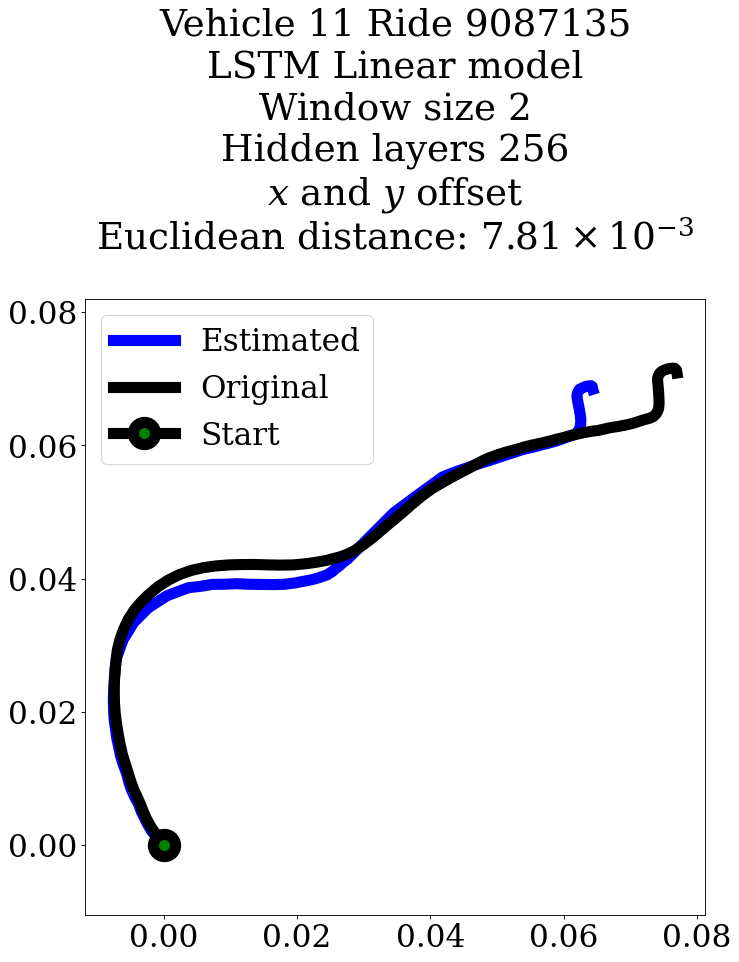 Vehicle 11 Ride 9087135
LSTM Linear model
Window size 2
Hidden layers 256
x and y offset
Euclidean distance: 7.81 × 10⁻³
Estimated
Original
Start
0.08
0.06
0.04
0.02
0.00
0.00 0.02 0.04 0.06 0.08